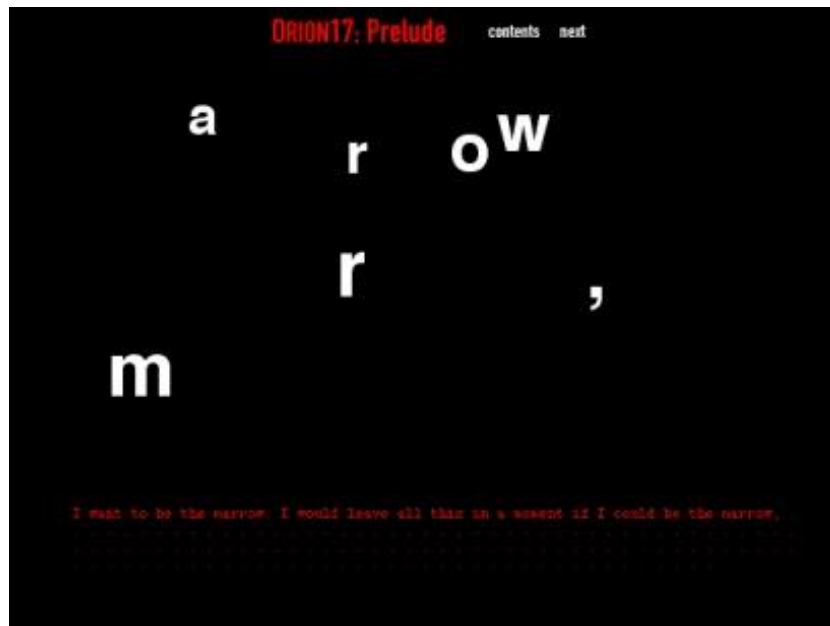 ORION17: Prelude contents next
a
r o w
r ,
m
I want to be the marrow. I would leave all this in a moment if I could be the marrow,